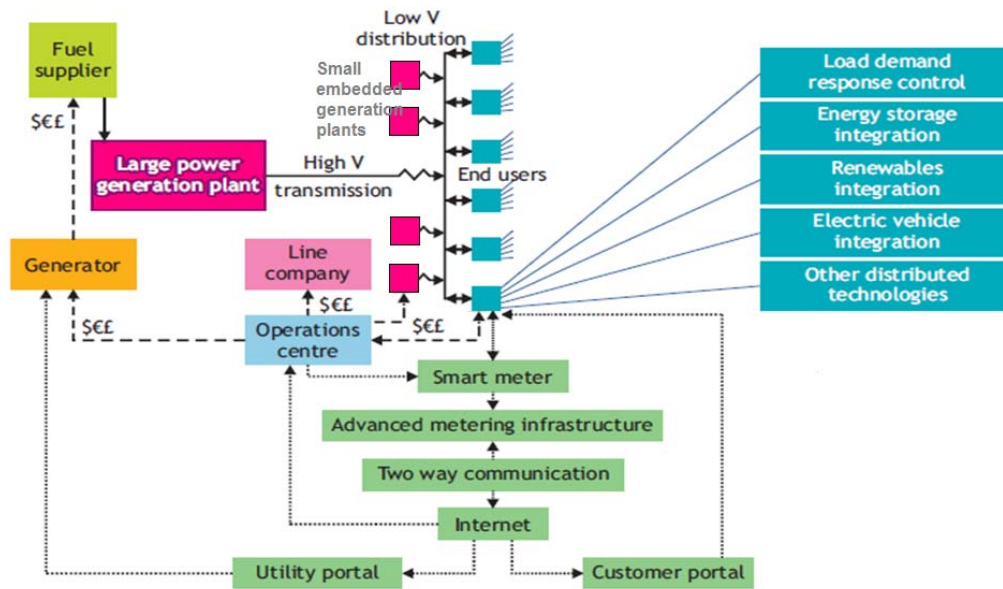 Fuel
supplier
$€£
Large power
generation plant
High V
transmission
Low V
distribution
Small
embedded
generation
plants
End users
Load demand
response control
Energy storage
integration
Renewables
integration
Electric vehicle
integration
Other distributed
technologies
Generator
Line
company
$€£
$€£
Operations
centre
$€£
Smart meter
Advanced metering infrastructure
Two way communication
Internet
Utility portal
Customer portal